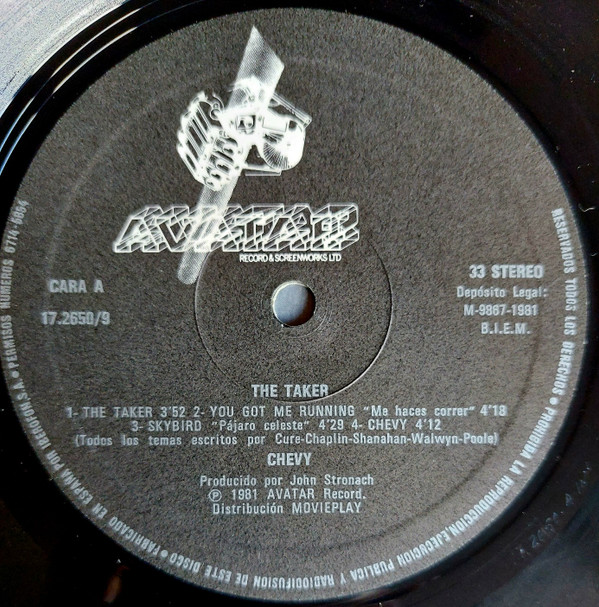 AVATAR
RECORD & SCREENWORKS LTD
CARA A
17.2650/9
33 STEREO
Depósito Legal:
M-9867-1981
B.I.E.M.
THE TAKER
1- THE TAKER 3'52 2- YOU GOT ME RUNNING "Me haces correr" 4'18
3- SKYBIRD "Pájaro celeste" 4'29 4- CHEVY 4'12
(Todos los temas escritos por Cure-Chaplin-Shanahan-Walwyn-Poole)
CHEVY
Producido por John Stronach
Ⓟ 1981 AVATAR Record.
Distribución MOVIEPLAY
RESERVADOS TODOS LOS DERECHOS • PROHIBIDA LA REPRODUCCION, EJECUCION PUBLICA Y RADIODIFUSION DE ESTE DISCO • FABRICADO EN ESPAÑA POR IBEROFON S.A. • PERMISOS NUMEROS 6714-5804